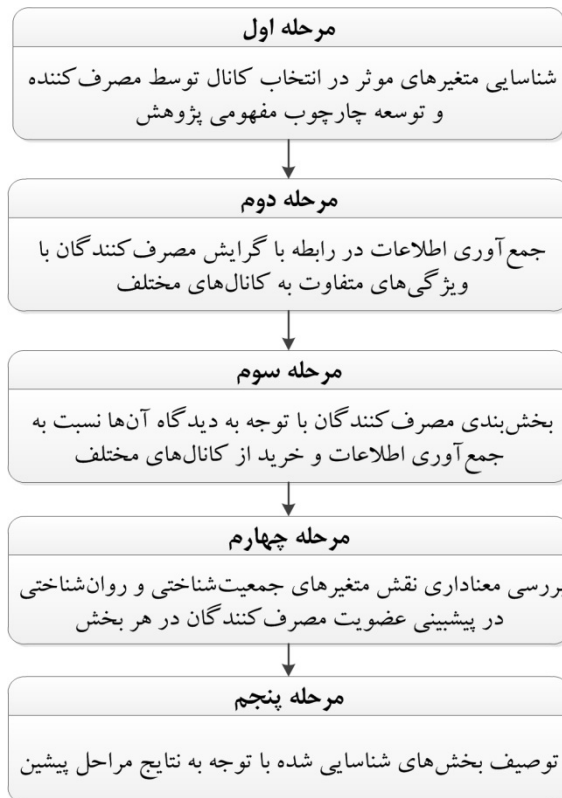 مرحله اول
شناسایی متغیرهای موثر در انتخاب کانال توسط مصرف‌کننده
و توسعه چارچوب مفهومی پژوهش
مرحله دوم
جمع‌آوری اطلاعات در رابطه با گرایش مصرف‌کنندگان با
ویژگی‌های متفاوت به کانال‌های مختلف
مرحله سوم
بخش‌بندی مصرف‌کنندگان با توجه به دیدگاه آن‌ها نسبت به
جمع‌آوری اطلاعات و خرید از کانال‌های مختلف
مرحله چهارم
بررسی معناداری نقش متغیرهای جمعیت‌شناختی و روان‌شناختی
در پیشبینی عضویت مصرف‌کنندگان در هر بخش
مرحله پنجم
توصیف بخش‌های شناسایی شده با توجه به نتایج مراحل پیشین